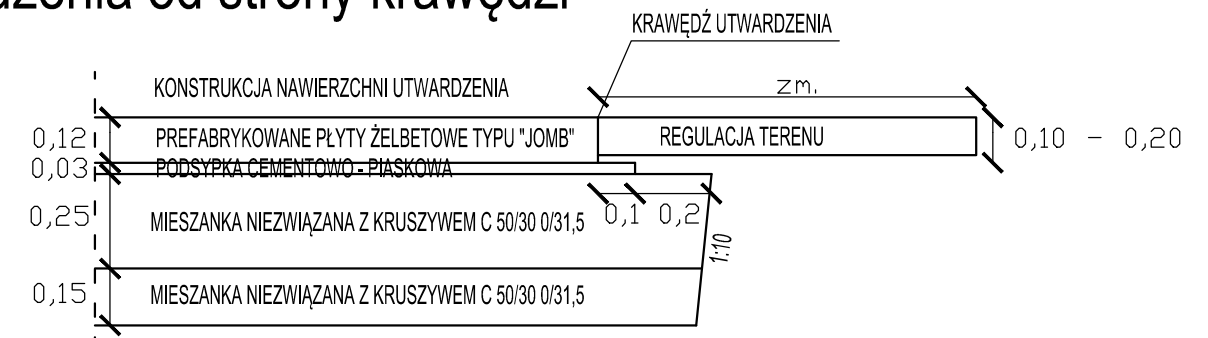 od strony krawędzi
KRAWĘDŹ UTWARDZENIA
KONSTRUKCJA NAWIERZCHNI UTWARDZENIA
zm.
0,12
PREFABRYKOWANE PŁYTY ŻELBETOWE TYPU "JOMB"
REGULACJA TERENU
0,10 - 0,20
0,03
PODSYPKA CEMENTOWO - PIASKOWA
0,25
MIESZANKA NIEZWIĄZANA Z KRUSZYWEM C 50/30 0/31,5
0,1
0,2
1:10
0,15
MIESZANKA NIEZWIĄZANA Z KRUSZYWEM C 50/30 0/31,5